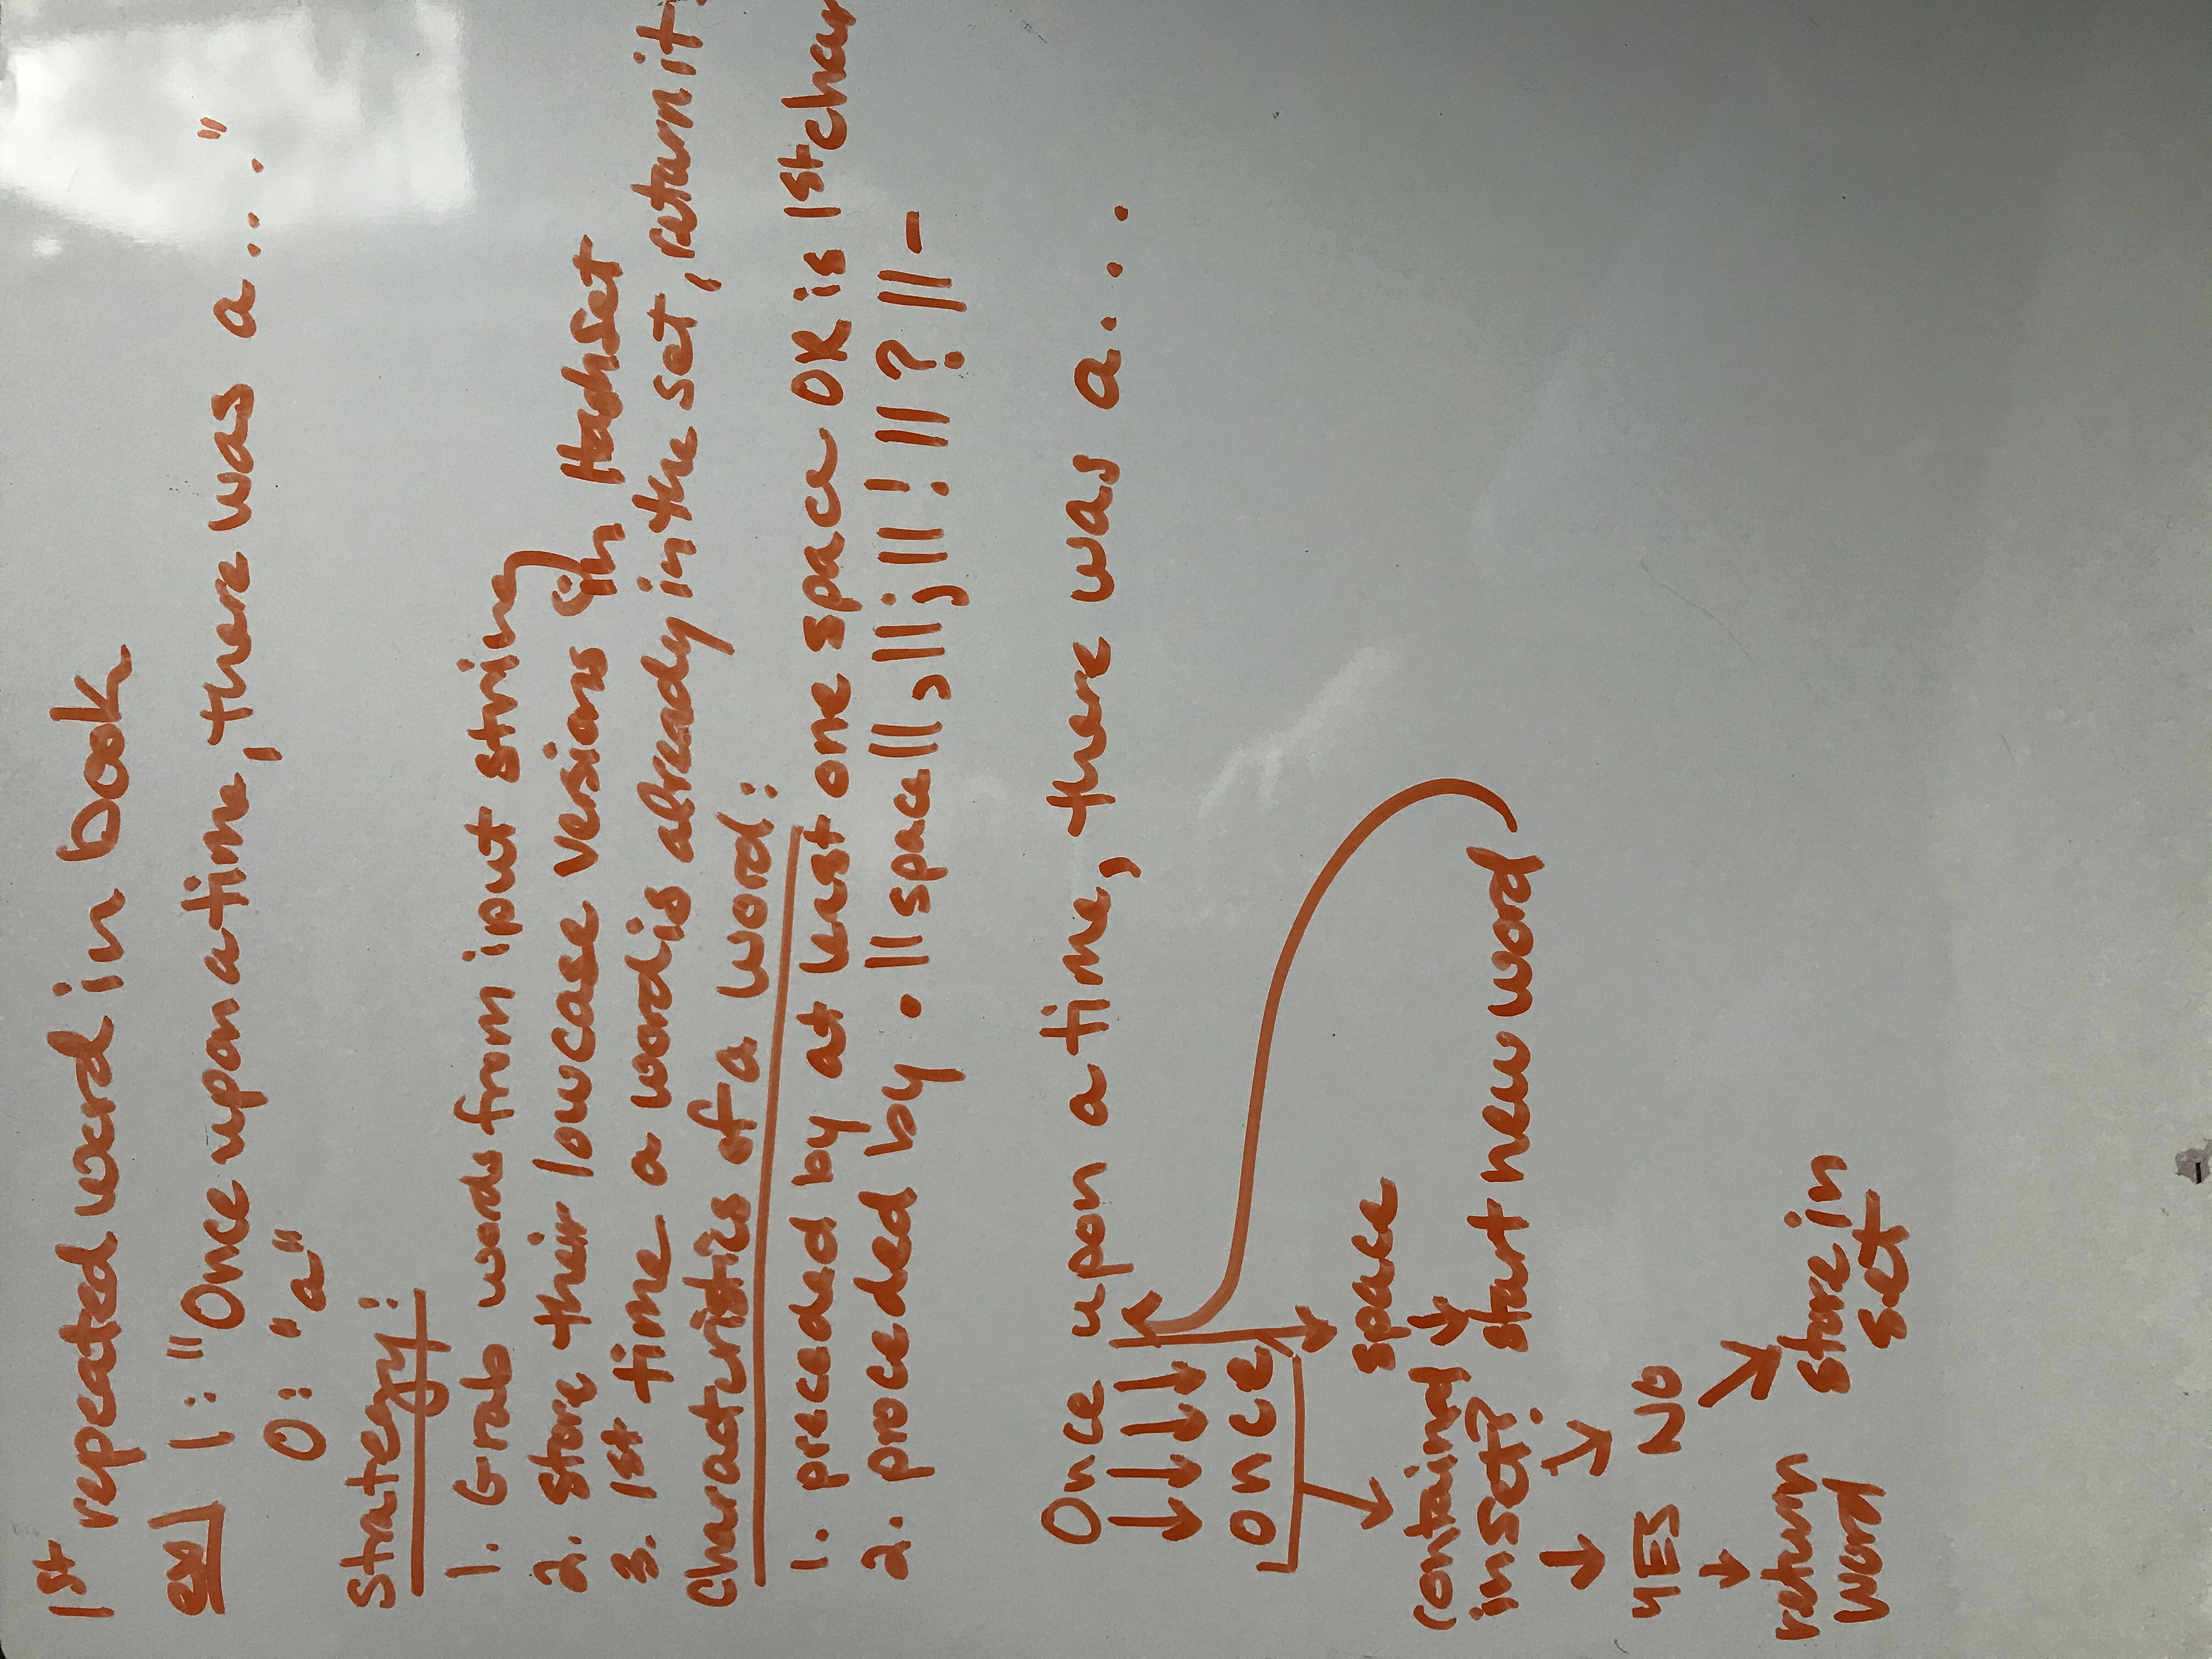 1st repeated word in book
ex] I: "Once upon a time, there was a..."
O: "a"
Strategy:
1. Grab words from iput string
2. store their lowcase versions in HashSet
3. 1st time a word is already in the set, return it
Characteristics of a word:
1. preceded by at least one space OR is 1st char
2. proceded by . || space || , || ; || ! || ? || -
Once upon a time, there was a...
once
space
contained
in set? start new word
YES NO
return
word
store in
set